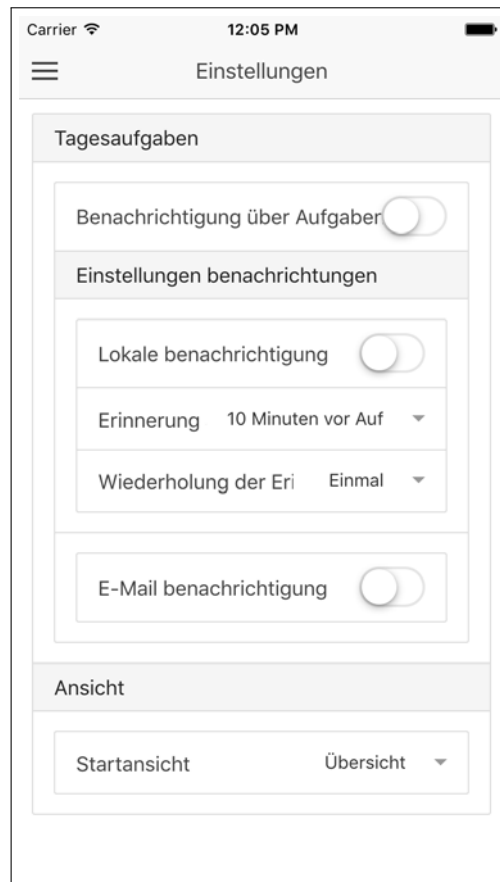 Carrier 12:05 PM
Einstellungen
Tagesaufgaben
Benachrichtigung über Aufgaben
Einstellungen benachrichtungen
Lokale benachrichtigung
Erinnerung 10 Minuten vor Auf
Wiederholung der Eri Einmal
E-Mail benachrichtigung
Ansicht
Startansicht Übersicht